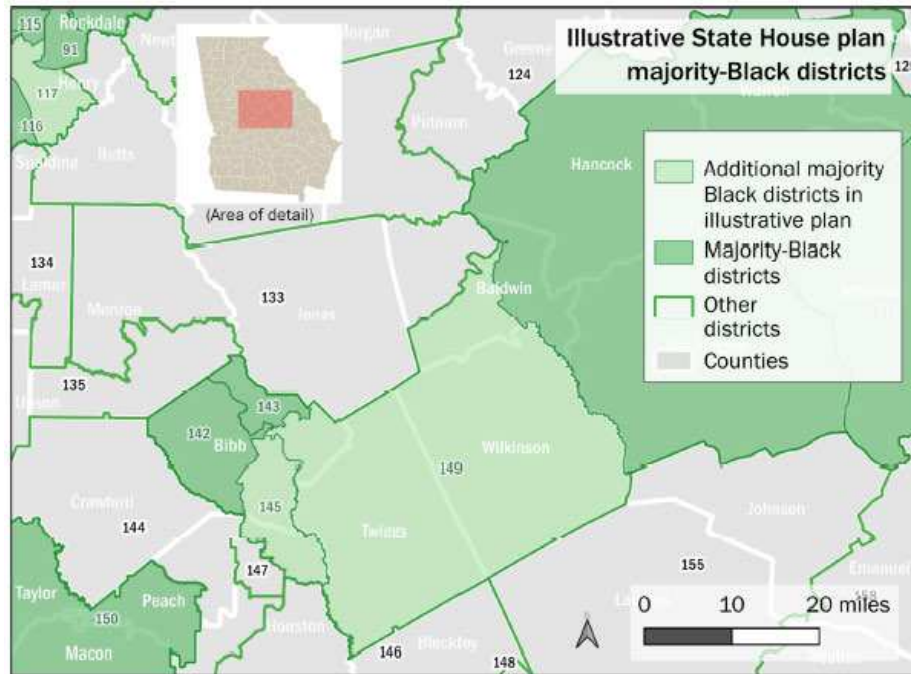 Illustrative State House plan
majority-Black districts
Additional majority
Black districts in
illustrative plan
Majority-Black
districts
Other
districts
Counties
(Area of detail)
115
Rockdale
91
Henry
117
116
Spalding
Butts
Greene
124
Putnam
Hancock
Warren
134
Lamar
Monroe
133
Jones
Baldwin
135
Upson
143
142
Bibb
Wilkinson
149
145
Crawford
144
Twiggs
Johnson
147
155
Taylor
Peach
150
Houston
Macon
146
Bleckley
148
Emanuel
158
0 10 20 miles